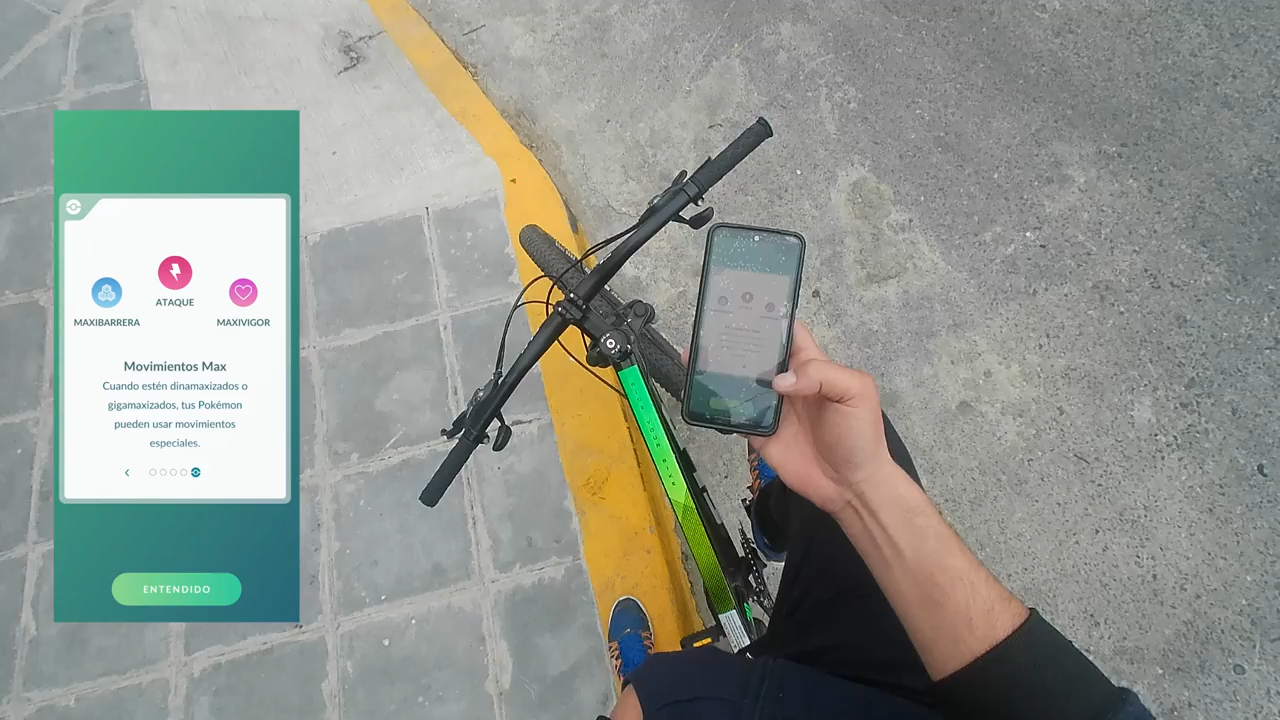 ATAQUE
MAXIBARRERA
MAXIVIGOR
Movimientos Max
Cuando estén dinamaxizados o
gigamaxizados, tus Pokémon
pueden usar movimientos
especiales.
ENTENDIDO